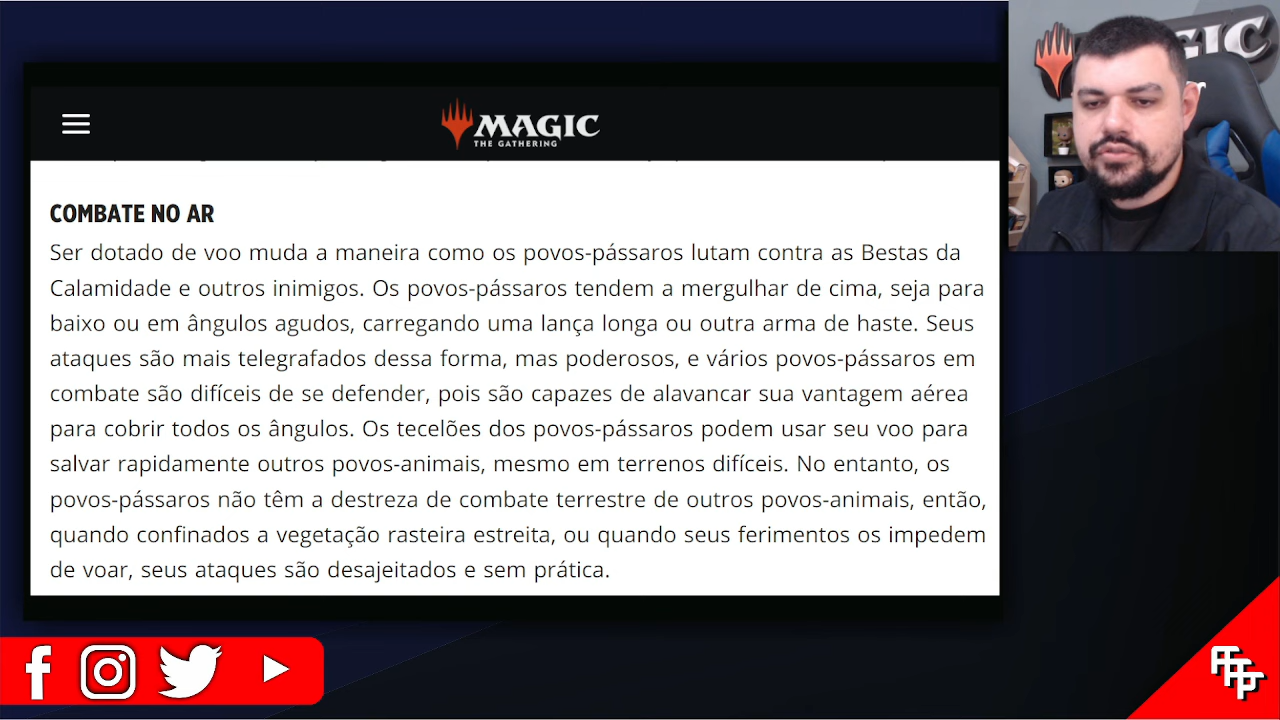 MAGIC
THE GATHERING
COMBATE NO AR
Ser dotado de voo muda a maneira como os povos-pássaros lutam contra as Bestas da
Calamidade e outros inimigos. Os povos-pássaros tendem a mergulhar de cima, seja para
baixo ou em ângulos agudos, carregando uma lança longa ou outra arma de haste. Seus
ataques são mais telegrafados dessa forma, mas poderosos, e vários povos-pássaros em
combate são difíceis de se defender, pois são capazes de alavancar sua vantagem aérea
para cobrir todos os ângulos. Os tecelões dos povos-pássaros podem usar seu voo para
salvar rapidamente outros povos-animais, mesmo em terrenos difíceis. No entanto, os
povos-pássaros não têm a destreza de combate terrestre de outros povos-animais, então,
quando confinados a vegetação rasteira estreita, ou quando seus ferimentos os impedem
de voar, seus ataques são desajeitados e sem prática.